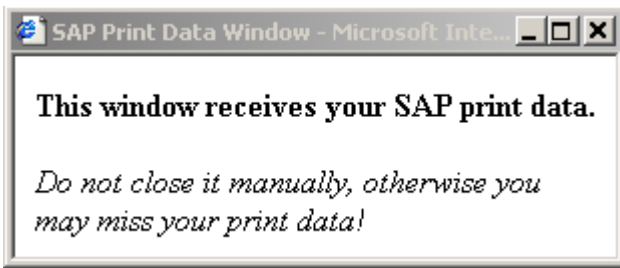 SAP Print Data Window - Microsoft Inte...
This window receives your SAP print data.
Do not close it manually, otherwise you
may miss your print data!